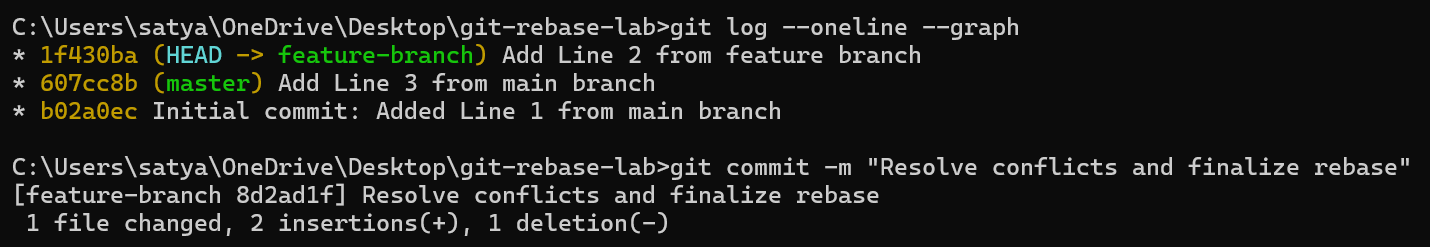 C:\Users\satya\OneDrive\Desktop\git-rebase-lab>git log --oneline --graph
* 1f430ba (HEAD -> feature-branch) Add Line 2 from feature branch
* 607cc8b (master) Add Line 3 from main branch
* b02a0ec Initial commit: Added Line 1 from main branch
C:\Users\satya\OneDrive\Desktop\git-rebase-lab>git commit -m "Resolve conflicts and finalize rebase"
[feature-branch 8d2ad1f] Resolve conflicts and finalize rebase
 1 file changed, 2 insertions(+), 1 deletion(-)